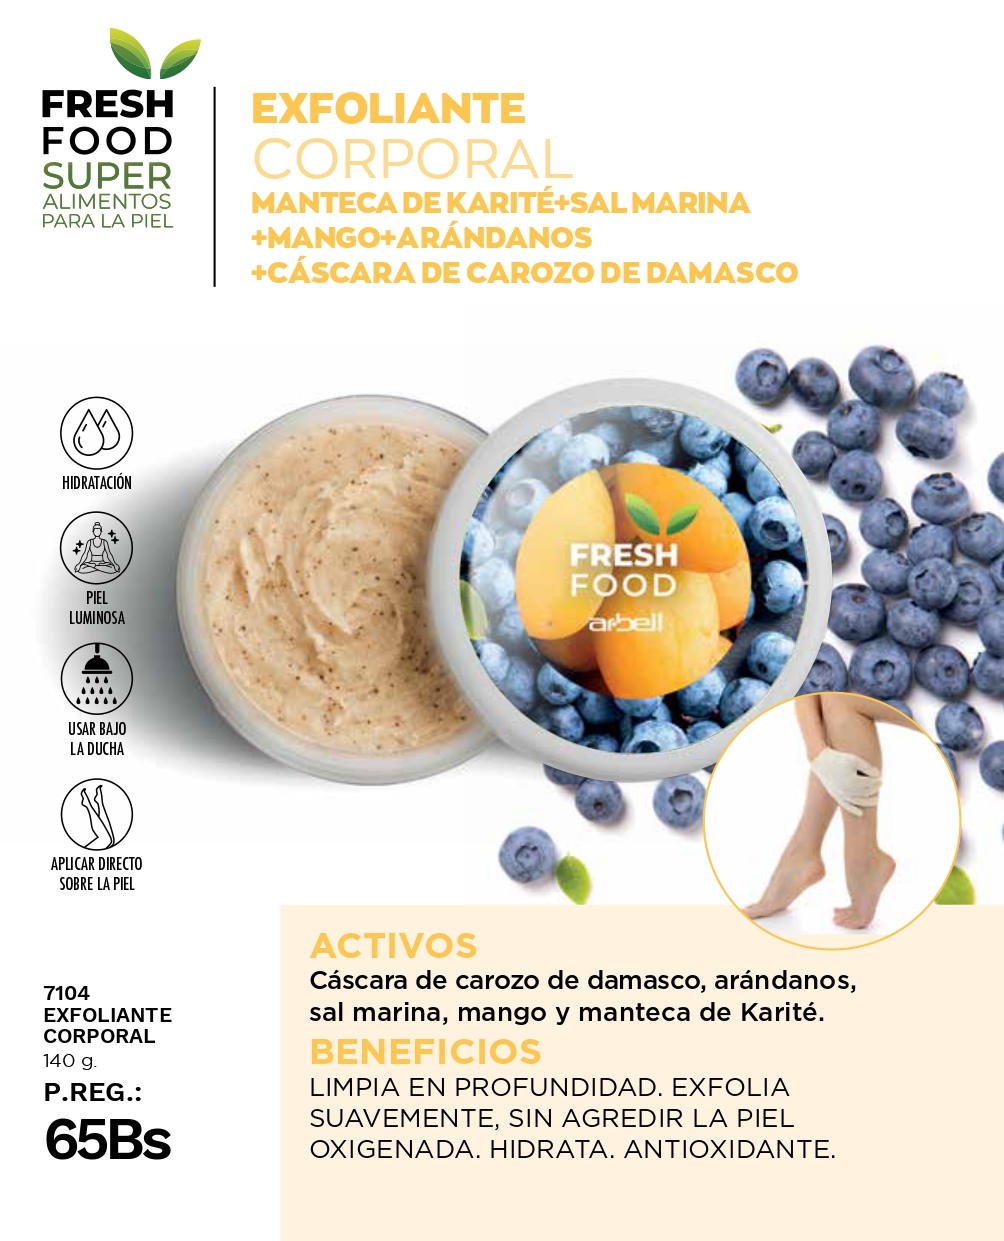 FRESH
FOOD
SUPER
ALIMENTOS
PARA LA PIEL
EXFOLIANTE
CORPORAL
MANTECA DE KARITÉ+SAL MARINA
+MANGO+ARÁNDANOS
+CÁSCARA DE CAROZO DE DAMASCO
HIDRATACIÓN
PIEL
LUMINOSA
USAR BAJO
LA DUCHA
APLICAR DIRECTO
SOBRE LA PIEL
FRESH
FOOD
arbell
7104
EXFOLIANTE
CORPORAL
140 g.
P.REG.:
65Bs
ACTIVOS
Cáscara de carozo de damasco, arándanos,
sal marina, mango y manteca de Karité.
BENEFICIOS
LIMPIA EN PROFUNDIDAD. EXFOLIA
SUAVEMENTE, SIN AGREDIR LA PIEL
OXIGENADA. HIDRATA. ANTIOXIDANTE.